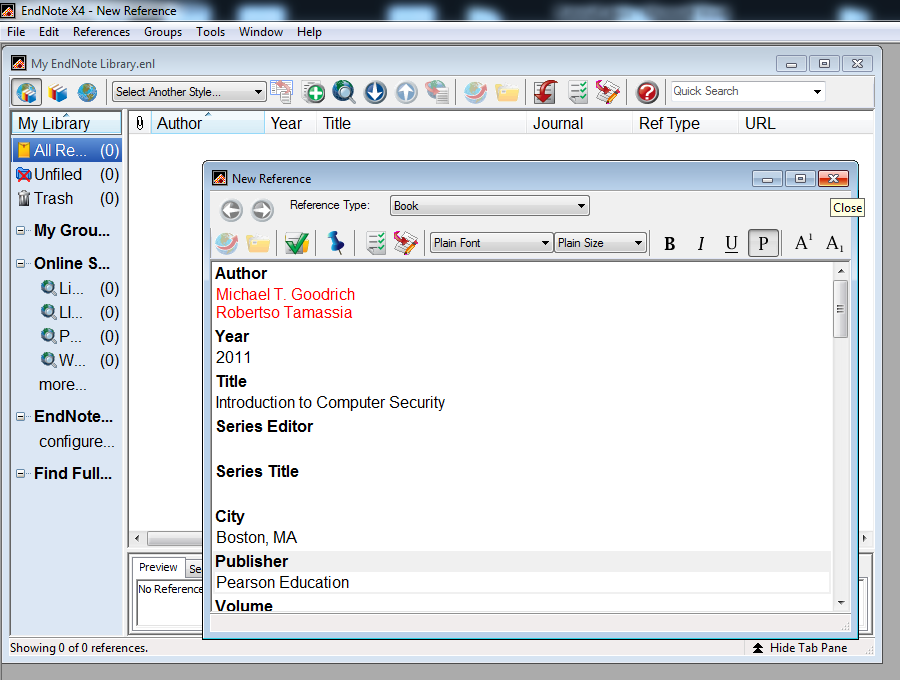 EndNote X4 - New Reference
File Edit References Groups Tools Window Help
My EndNote Library.enl
Select Another Style...
Quick Search
My Library
Author Year Title Journal Ref Type URL
All Re... (0)
Unfiled (0)
Trash (0)
My Grou...
Online S...
Li... (0)
LI... (0)
P... (0)
W... (0)
more...
EndNote...
configure...
Find Full...
New Reference
Close
Reference Type: Book
Plain Font Plain Size B I U P A1 A1
Author
Michael T. Goodrich
Robertso Tamassia
Year
2011
Title
Introduction to Computer Security
Series Editor
Series Title
City
Boston, MA
Publisher
Pearson Education
Volume
Preview Se
No Reference
Showing 0 of 0 references.
Hide Tab Pane